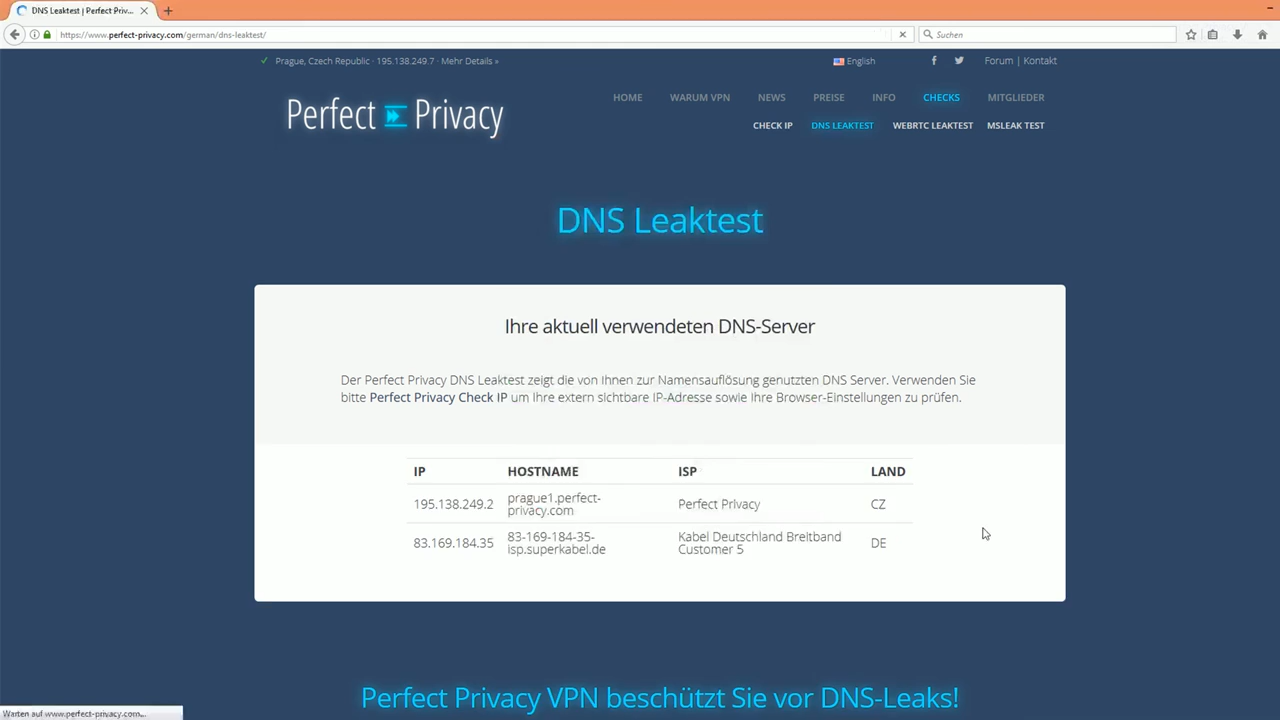 DNS Leaktest | Perfect Priv...
https://www.perfect-privacy.com/german/dns-leaktest/
Suchen
Prague, Czech Republic · 195.138.249.7 · Mehr Details »
English
Forum | Kontakt
Perfect Privacy
HOME WARUM VPN NEWS PREISE INFO CHECKS MITGLIEDER
CHECK IP DNS LEAKTEST WEBRTC LEAKTEST MSLEAK TEST
DNS Leaktest
Ihre aktuell verwendeten DNS-Server
Der Perfect Privacy DNS Leaktest zeigt die von Ihnen zur Namensauflösung genutzten DNS Server. Verwenden Sie
bitte Perfect Privacy Check IP um Ihre extern sichtbare IP-Adresse sowie Ihre Browser-Einstellungen zu prüfen.
IP HOSTNAME ISP LAND
195.138.249.2 prague1.perfect-
privacy.com Perfect Privacy CZ
83.169.184.35 83-169-184-35-
isp.superkabel.de Kabel Deutschland Breitband
Customer 5 DE
Perfect Privacy VPN beschützt Sie vor DNS-Leaks!
Warten auf www.perfect-privacy.com...